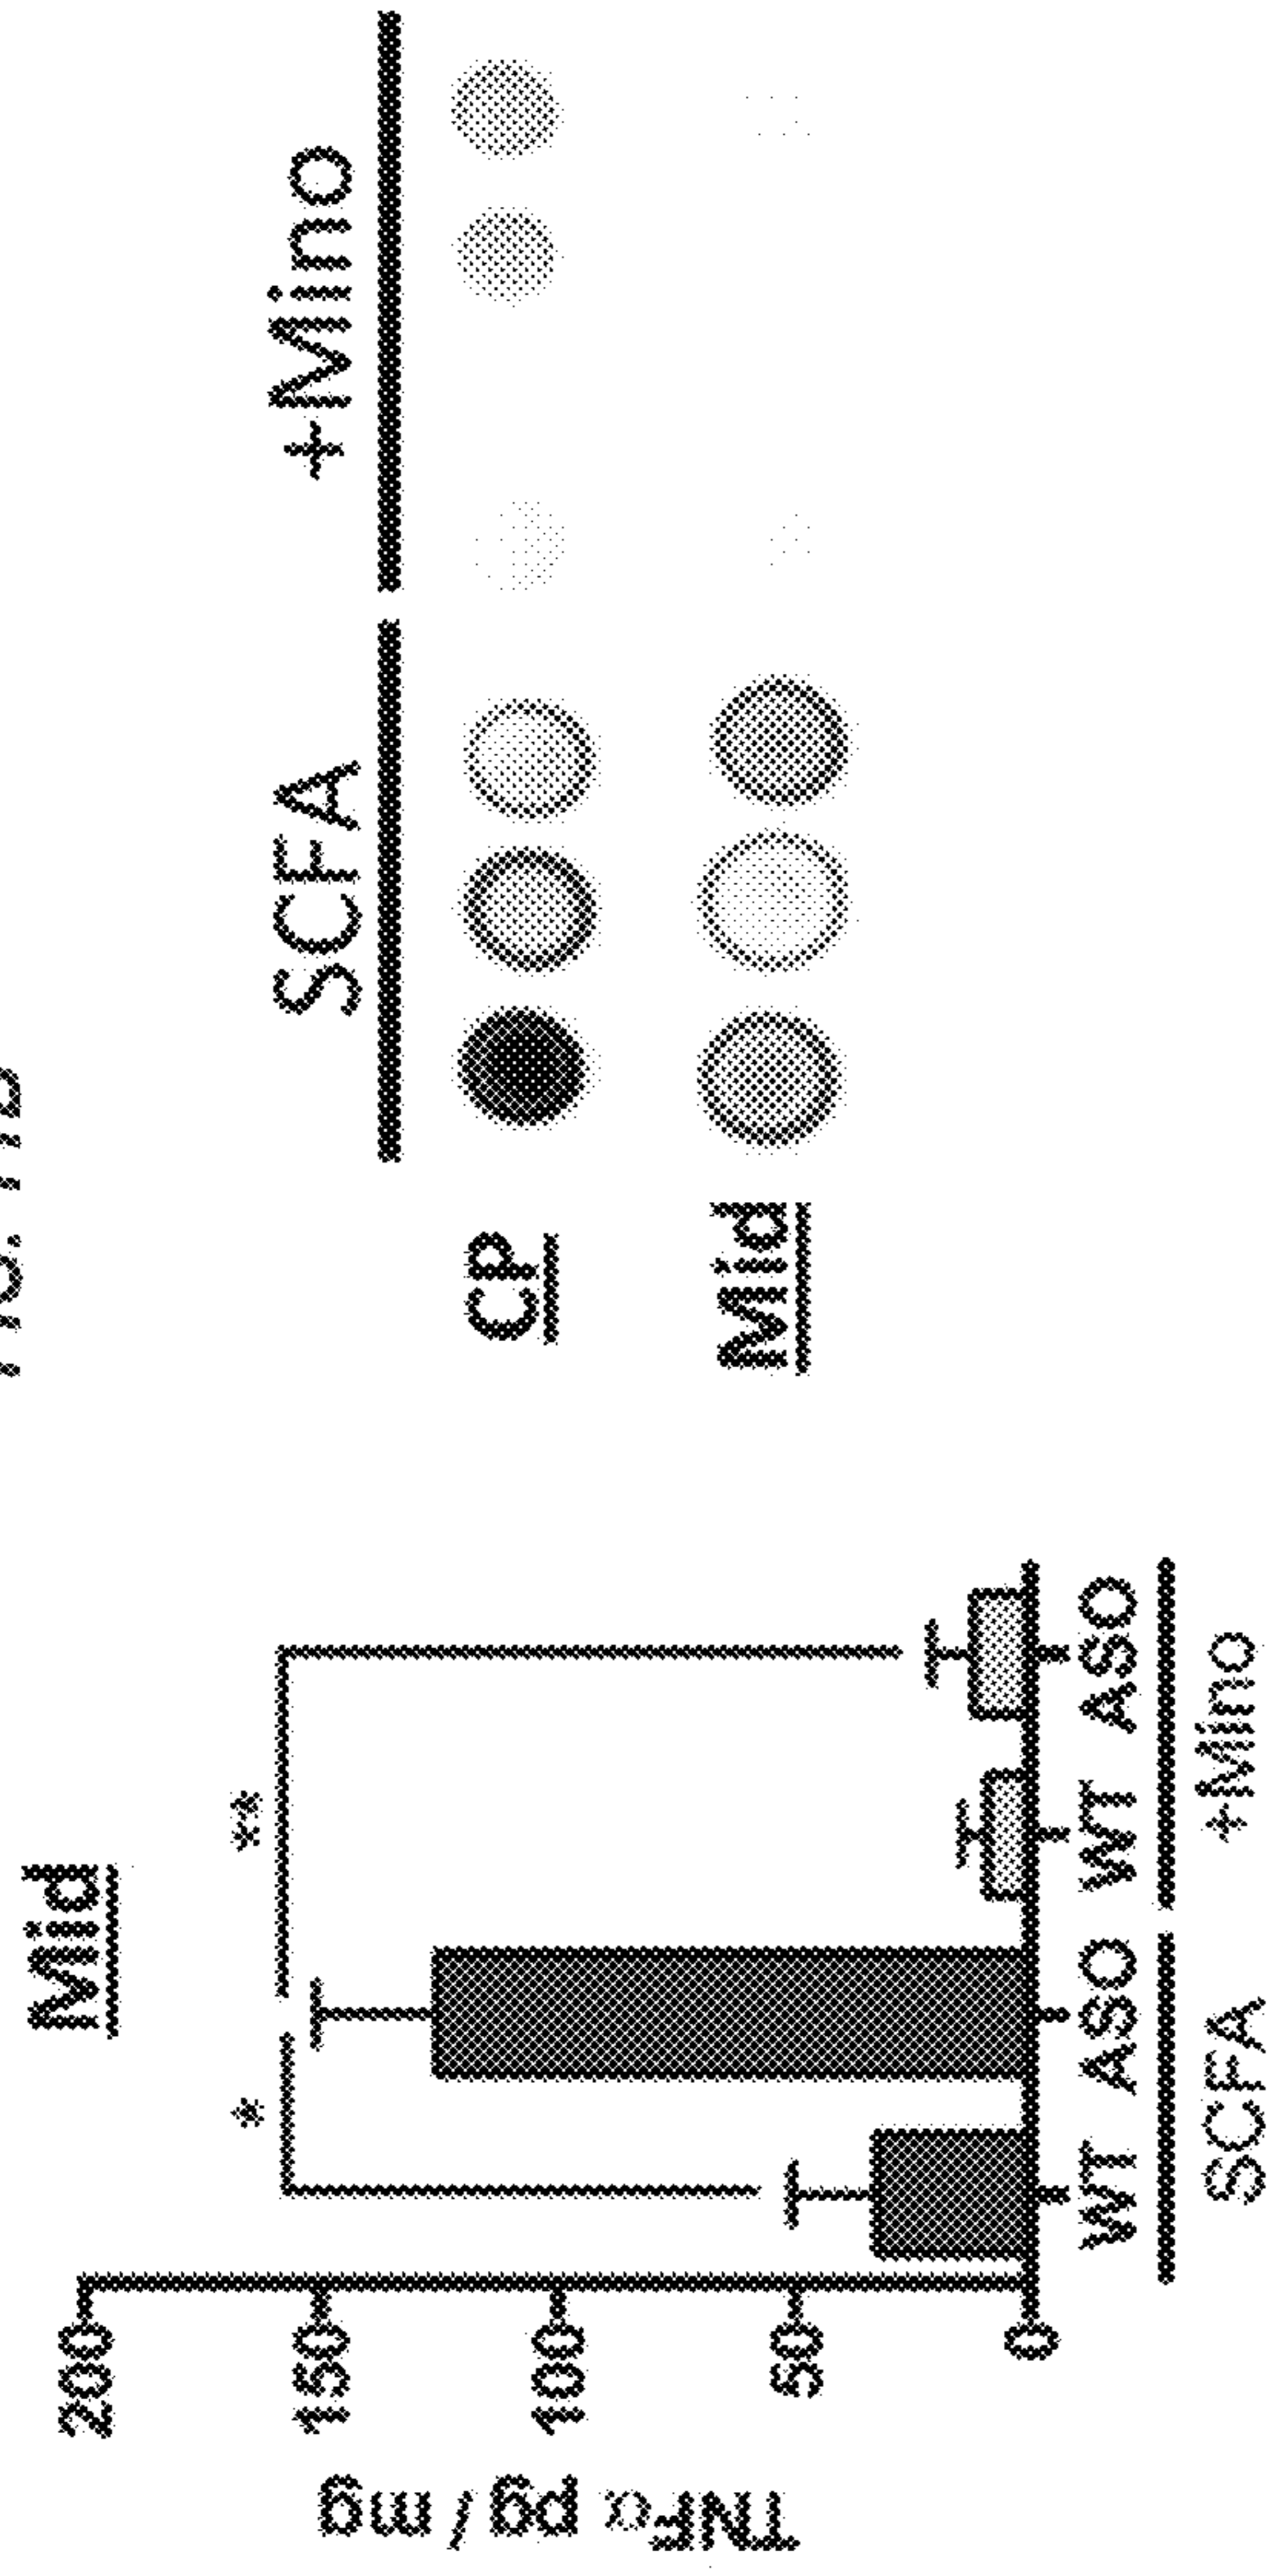 Mid
TNFα pg / mg
200
150
100
50
0
*
**
WT ASO WT ASO
SCFA +Mino
SCFA +Mino
CP
Mid